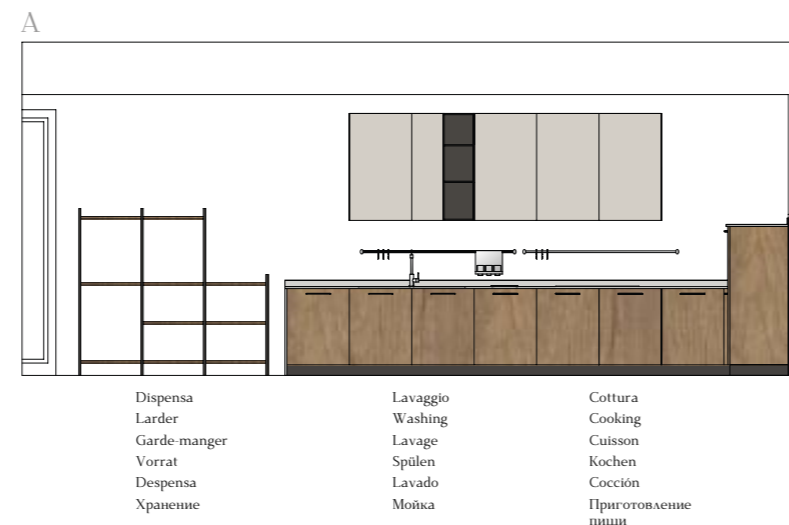 A
Dispensa
Larder
Garde-manger
Vorrat
Despensa
Хранение
Lavaggio
Washing
Lavage
Spülen
Lavado
Мойка
Cottura
Cooking
Cuisson
Kochen
Cocción
Приготовление
пищи